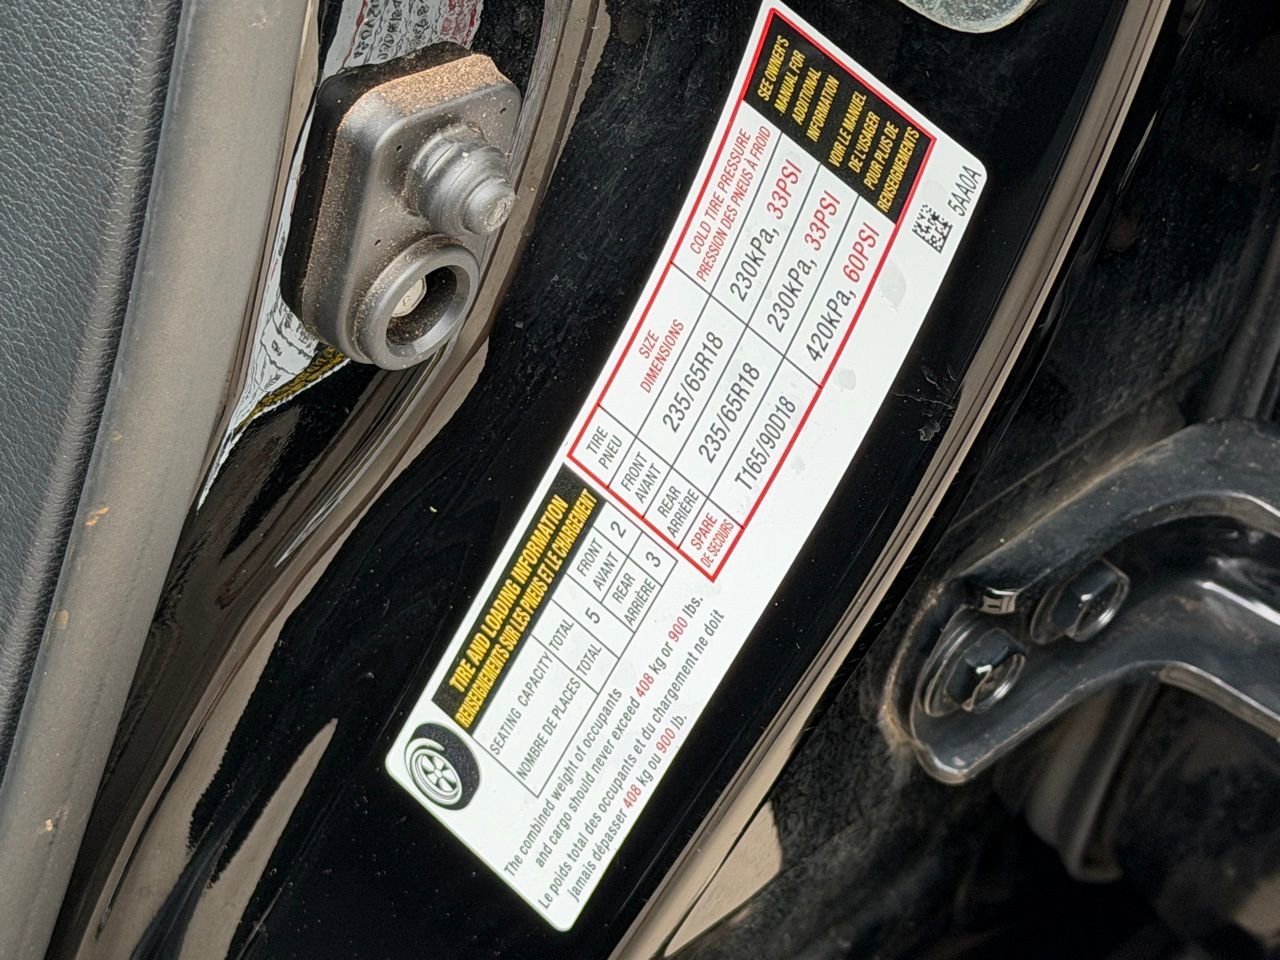 TIRE AND LOADING INFORMATION
RENSEIGNEMENTS SUR LES PNEUS ET LE CHARGEMENT
SEATING CAPACITY
NOMBRE DE PLACES
TOTAL
TOTAL
5
FRONT
AVANT
2
REAR
ARRIÈRE
3
The combined weight of occupants
and cargo should never exceed 408 kg or 900 lbs.
Le poids total des occupants et du chargement ne doit
jamais dépasser 408 kg ou 900 lb.
TIRE
PNEU
SIZE
DIMENSIONS
COLD TIRE PRESSURE
PRESSION DES PNEUS À FROID
FRONT
AVANT
235/65R18
230kPa, 33PSI
REAR
ARRIÈRE
235/65R18
230kPa, 33PSI
SPARE
DE SECOURS
T165/90D18
420kPa, 60PSI
SEE OWNER'S
MANUAL FOR
ADDITIONAL
INFORMATION
VOIR LE MANUEL
DE L'USAGER
POUR PLUS DE
RENSEIGNEMENTS
5AA0A